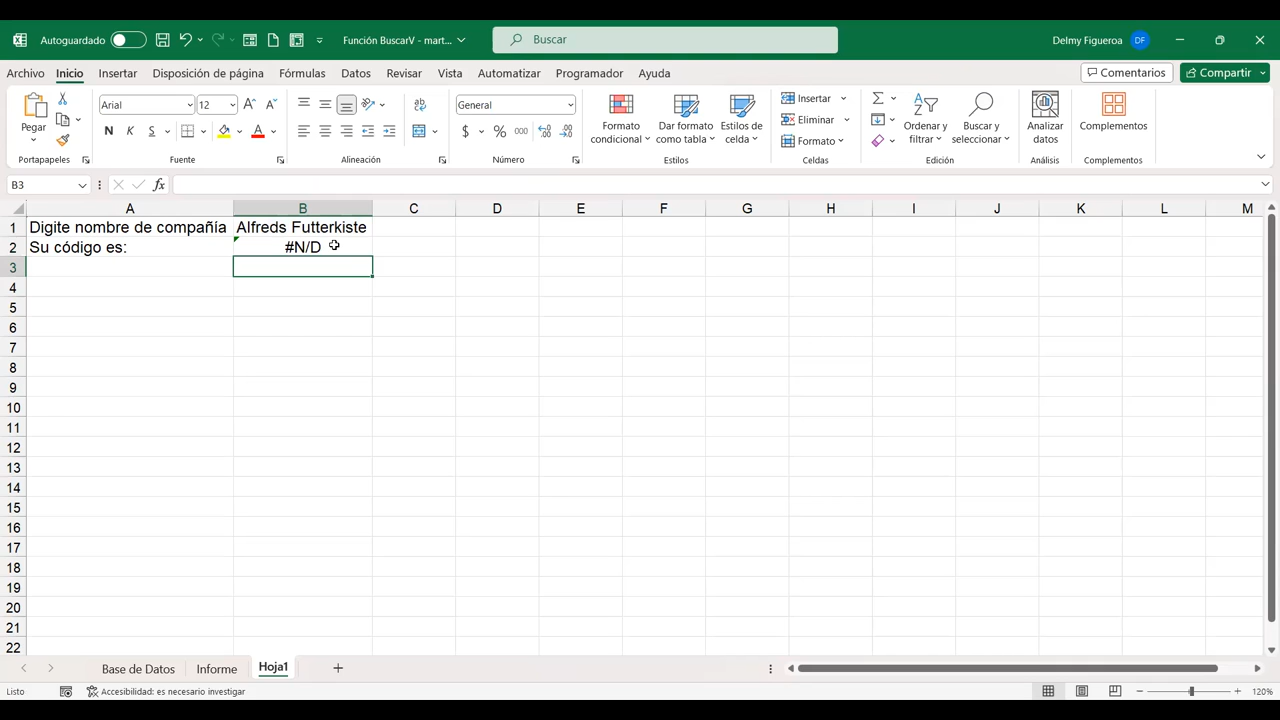 Autoguardado
Función BuscarV - mart...
Buscar
Delmy Figueroa
DF
Archivo Inicio Insertar Disposición de página Fórmulas Datos Revisar Vista Automatizar Programador Ayuda
Comentarios
Compartir
Pegar
Portapapeles
Arial
12
N K S
Fuente
Alineación
General
$ % 000
Número
Formato condicional
Dar formato como tabla
Estilos de celda
Estilos
Insertar
Eliminar
Formato
Celdas
Ordenar y filtrar
Buscar y seleccionar
Edición
Analizar datos
Análisis
Complementos
Complementos
B3
fx
A B C D E F G H I J K L M
1 Digite nombre de compañía Alfreds Futterkiste
2 Su código es: #N/D
3
4
5
6
7
8
9
10
11
12
13
14
15
16
17
18
19
20
21
22
Base de Datos Informe Hoja1
Listo
Accesibilidad: es necesario investigar
120%